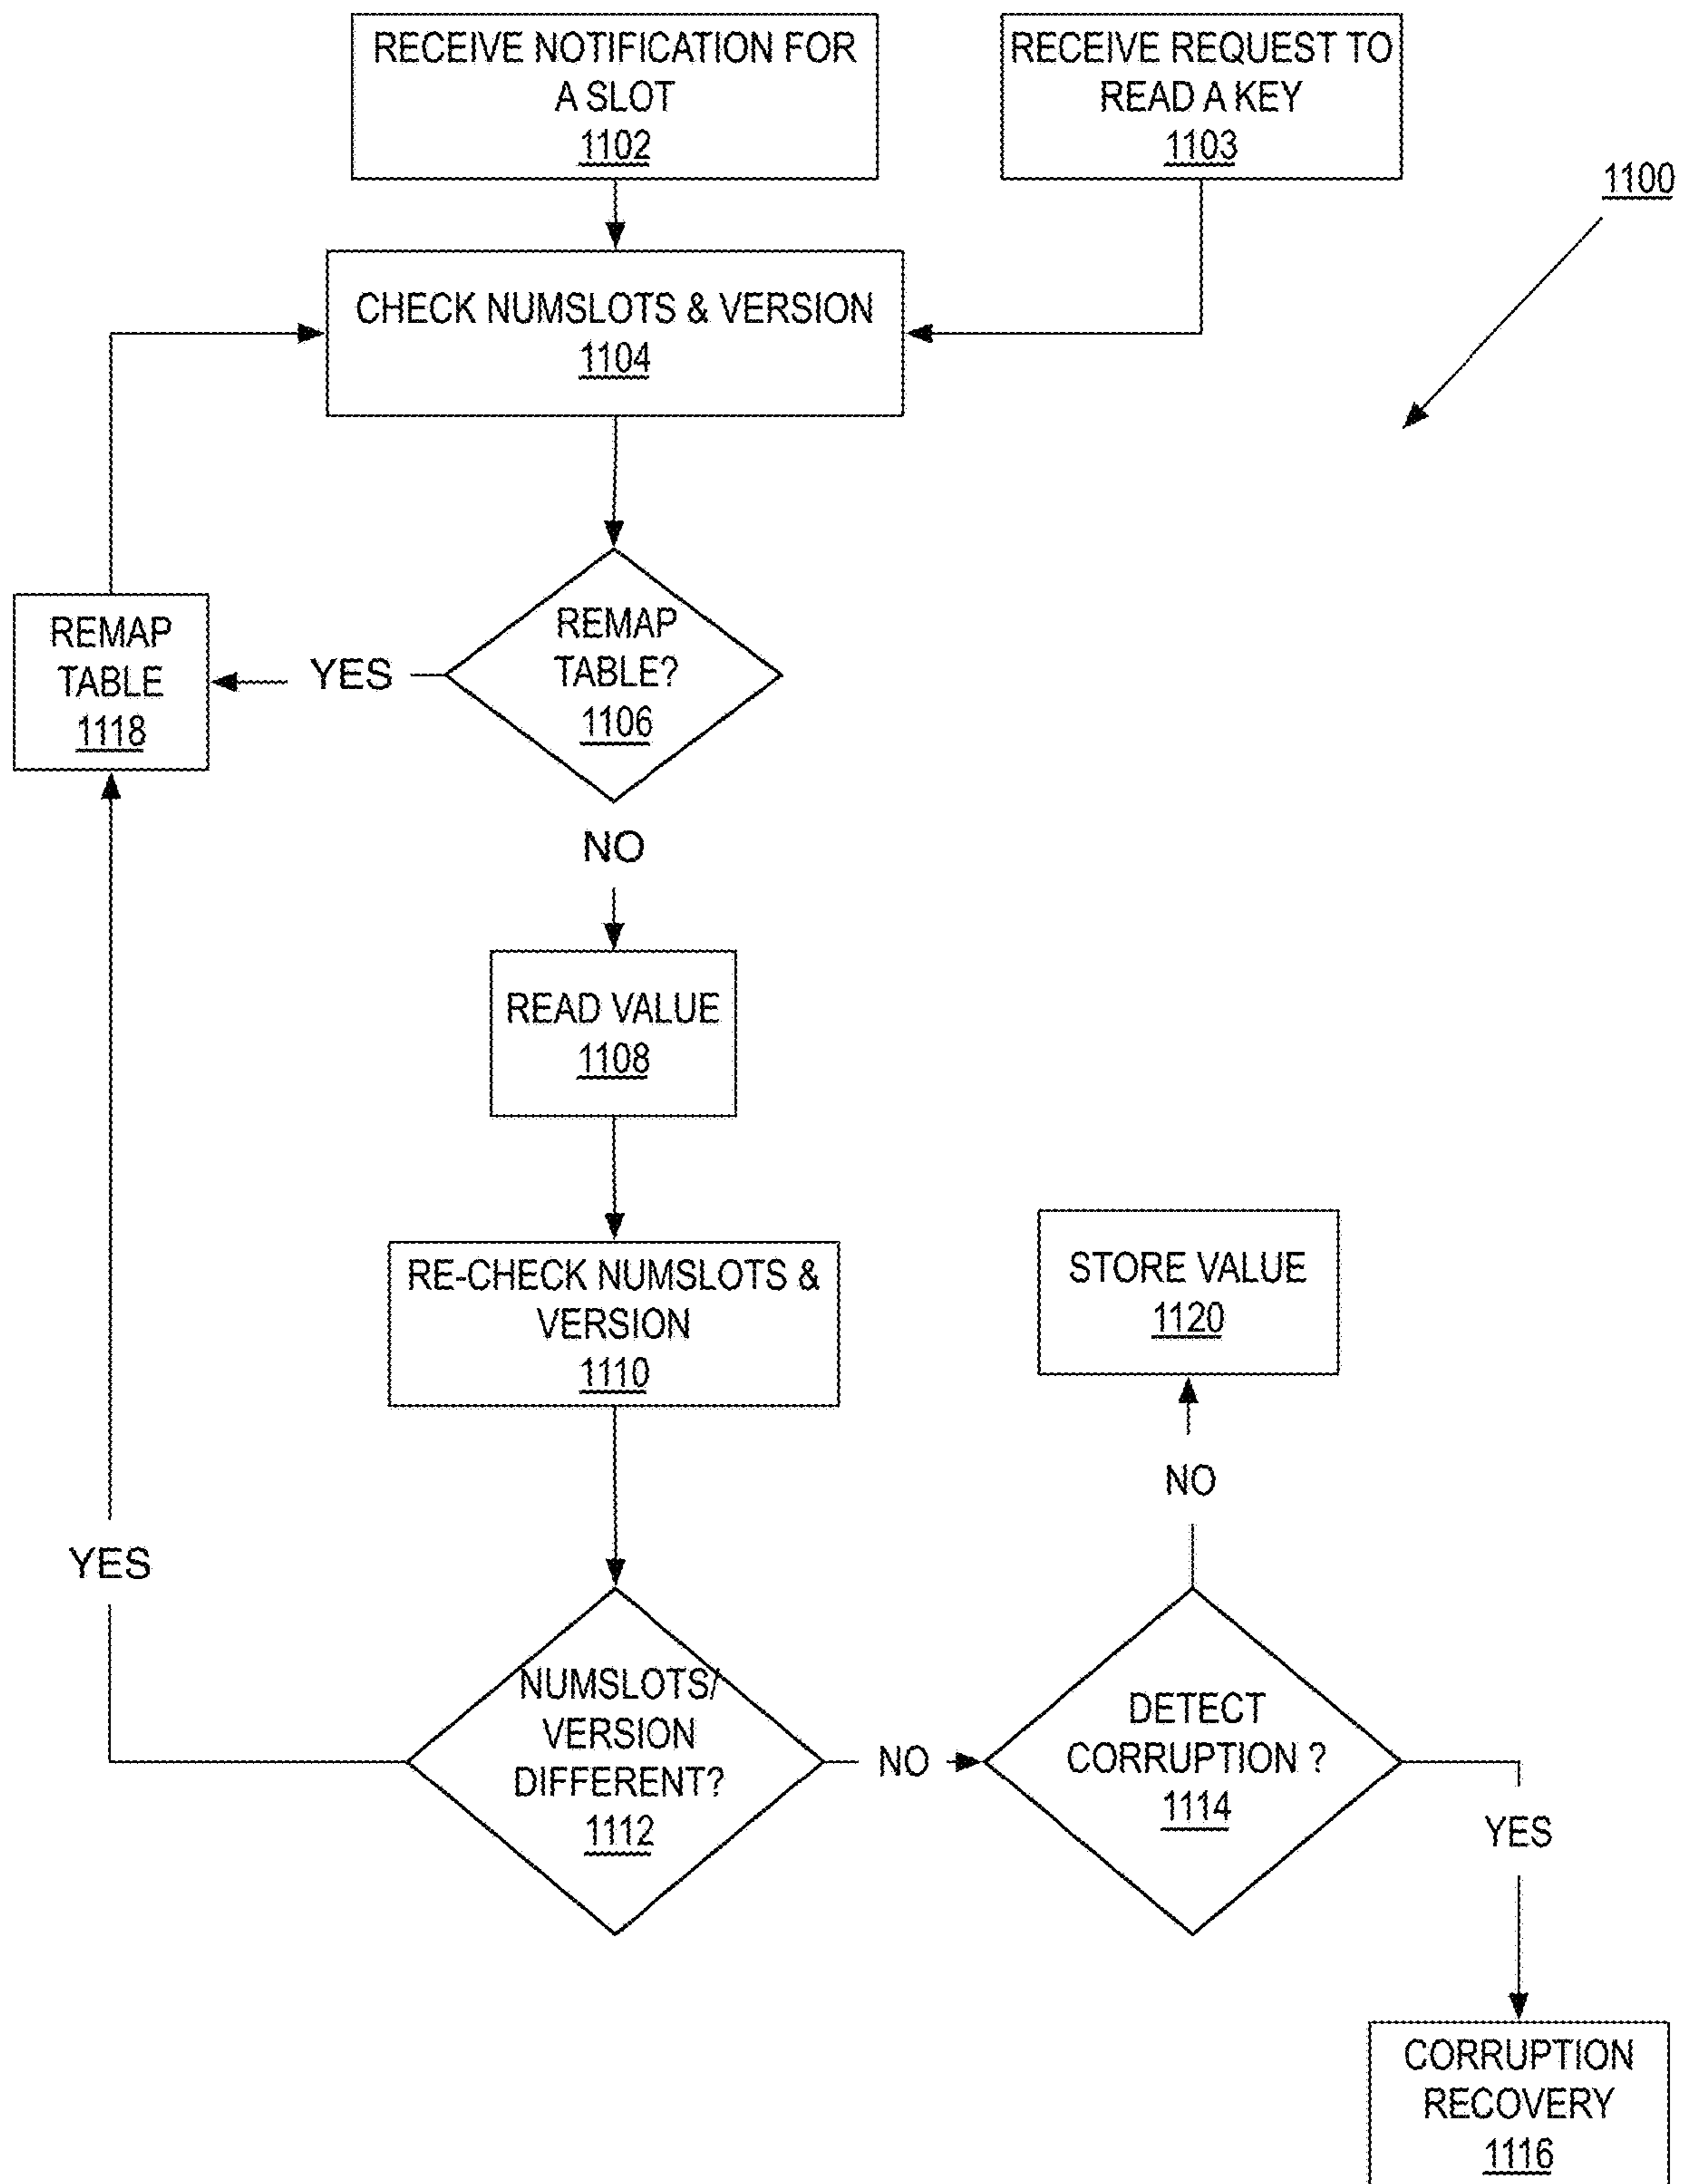 RECEIVE NOTIFICATION FOR
A SLOT
1102
RECEIVE REQUEST TO
READ A KEY
1103
1100
CHECK NUMSLOTS & VERSION
1104
REMAP
TABLE?
1106
YES
REMAP
TABLE
1118
NO
READ VALUE
1108
RE-CHECK NUMSLOTS &
VERSION
1110
STORE VALUE
1120
NO
YES
NUMSLOTS/
VERSION
DIFFERENT?
1112
NO
DETECT
CORRUPTION ?
1114
YES
CORRUPTION
RECOVERY
1116